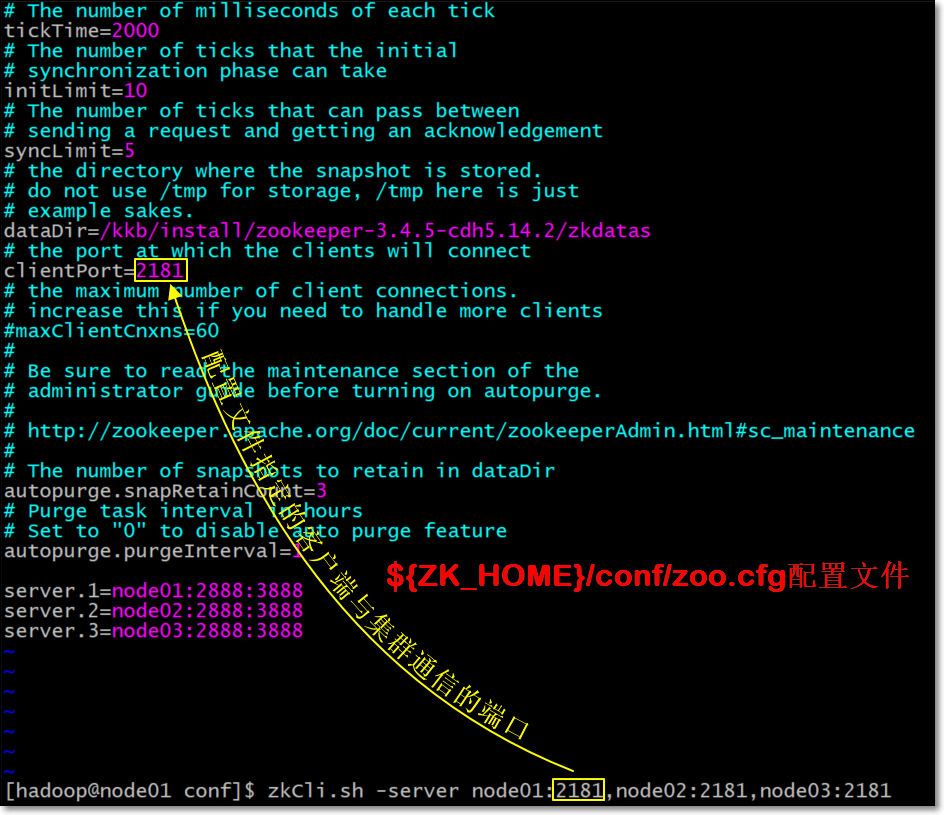 # The number of milliseconds of each tick
tickTime=2000
# The number of ticks that the initial
# synchronization phase can take
initLimit=10
# The number of ticks that can pass between
# sending a request and getting an acknowledgement
syncLimit=5
# the directory where the snapshot is stored.
# do not use /tmp for storage, /tmp here is just
# example sakes.
dataDir=/kkb/install/zookeeper-3.4.5-cdh5.14.2/zkdatas
# the port at which the clients will connect
clientPort=2181
# the maximum number of client connections.
# increase this if you need to handle more clients
#maxClientCnxns=60
#
# Be sure to read the maintenance section of the
# administrator guide before turning on autopurge.
#
# http://zookeeper.apache.org/doc/current/zookeeperAdmin.html#sc_maintenance
#
# The number of snapshots to retain in dataDir
autopurge.snapRetainCount=3
# Purge task interval in hours
# Set to "0" to disable auto purge feature
autopurge.purgeInterval=1
配置文件指定的客户端与集群通信的端口
${ZK_HOME}/conf/zoo.cfg配置文件
server.1=node01:2888:3888
server.2=node02:2888:3888
server.3=node03:2888:3888
~
~
~
~
~
~
~
[hadoop@node01 conf]$ zkCli.sh -server node01:2181,node02:2181,node03:2181